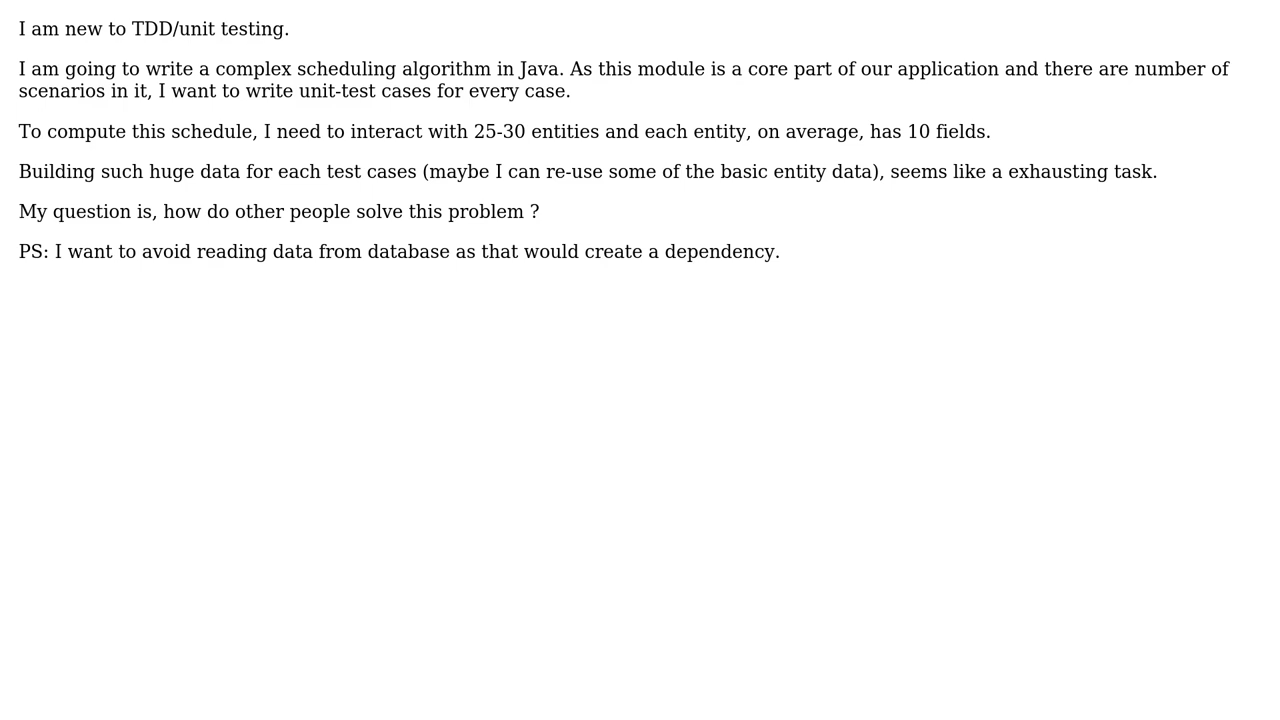 I am new to TDD/unit testing.
I am going to write a complex scheduling algorithm in Java. As this module is a core part of our application and there are number of
scenarios in it, I want to write unit-test cases for every case.
To compute this schedule, I need to interact with 25-30 entities and each entity, on average, has 10 fields.
Building such huge data for each test cases (maybe I can re-use some of the basic entity data), seems like a exhausting task.
My question is, how do other people solve this problem ?
PS: I want to avoid reading data from database as that would create a dependency.